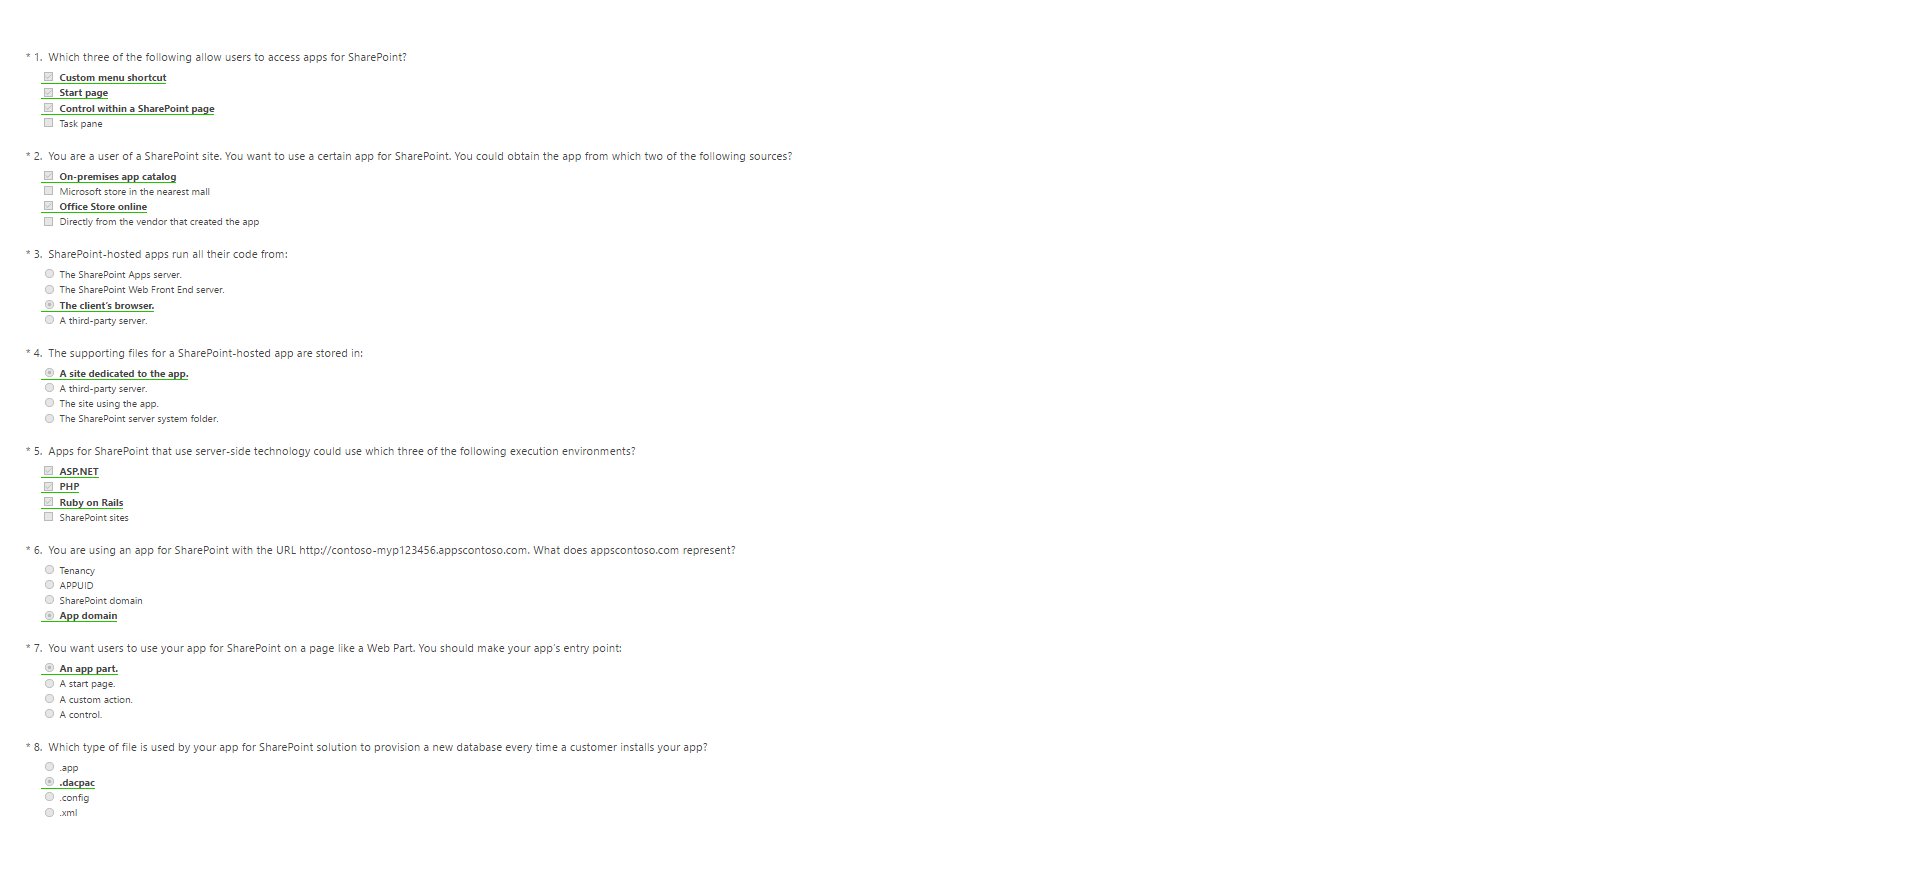 * 1. Which three of the following allow users to access apps for SharePoint?
Custom menu shortcut
Start page
Control within a SharePoint page
Task pane
* 2. You are a user of a SharePoint site. You want to use a certain app for SharePoint. You could obtain the app from which two of the following sources?
On-premises app catalog
Microsoft store in the nearest mall
Office Store online
Directly from the vendor that created the app
* 3. SharePoint-hosted apps run all their code from:
The SharePoint Apps server.
The SharePoint Web Front End server.
The client's browser.
A third-party server.
* 4. The supporting files for a SharePoint-hosted app are stored in:
A site dedicated to the app.
A third-party server.
The site using the app.
The SharePoint server system folder.
* 5. Apps for SharePoint that use server-side technology could use which three of the following execution environments?
ASP.NET
PHP
Ruby on Rails
SharePoint sites
* 6. You are using an app for SharePoint with the URL http://contoso-myp123456.appscontoso.com. What does appscontoso.com represent?
Tenancy
APPUID
SharePoint domain
App domain
* 7. You want users to use your app for SharePoint on a page like a Web Part. You should make your app's entry point:
An app part.
A start page.
A custom action.
A control.
* 8. Which type of file is used by your app for SharePoint solution to provision a new database every time a customer installs your app?
.app
.dacpac
.config
.xml